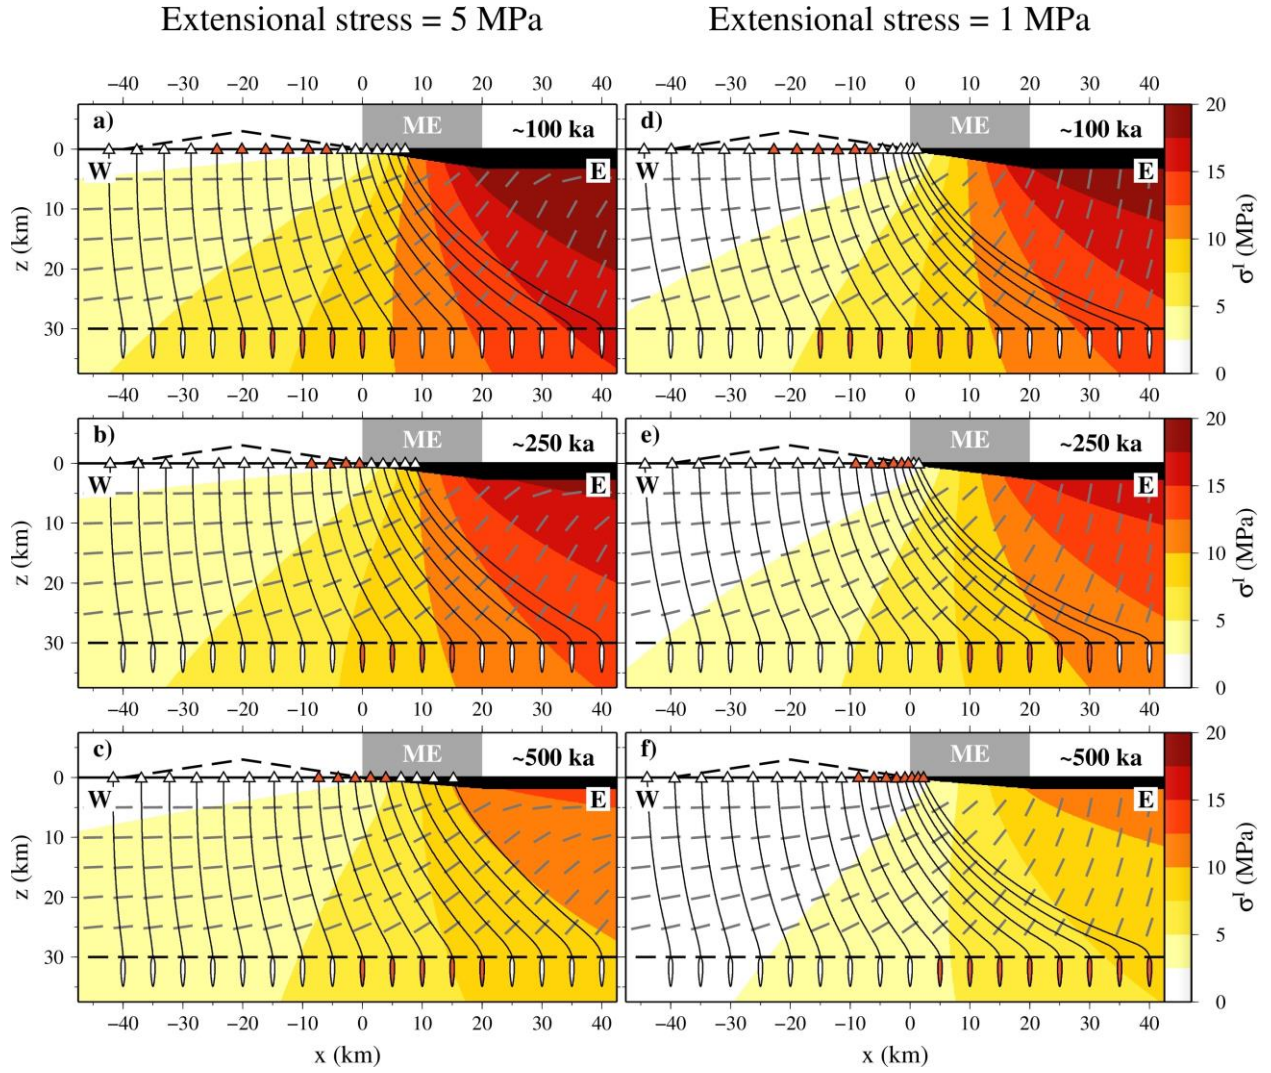 Extensional stress = 5 MPa
Extensional stress = 1 MPa
−40 −30 −20 −10 0 10 20 30 40
−40 −30 −20 −10 0 10 20 30 40
a) ME ~100 ka
W E
0
10
20
30
z (km)
d) ME ~100 ka
W E
20
15
10
5
0
σᴵ (MPa)
−40 −30 −20 −10 0 10 20 30 40
−40 −30 −20 −10 0 10 20 30 40
b) ME ~250 ka
W E
0
10
20
30
z (km)
e) ME ~250 ka
W E
20
15
10
5
0
σᴵ (MPa)
−40 −30 −20 −10 0 10 20 30 40
−40 −30 −20 −10 0 10 20 30 40
c) ME ~500 ka
W E
0
10
20
30
z (km)
f) ME ~500 ka
W E
20
15
10
5
0
σᴵ (MPa)
−40 −30 −20 −10 0 10 20 30 40
−40 −30 −20 −10 0 10 20 30 40
x (km)
x (km)